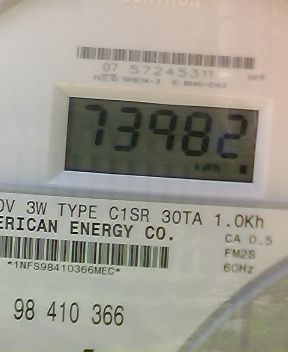 07 57245311
73982
kWh
0V 3W TYPE C1SR 30TA 1.0Kh
ERICAN ENERGY CO.
CA 0.5
FM2S
60Hz
*1NFS98410366MEC*
98 410 366